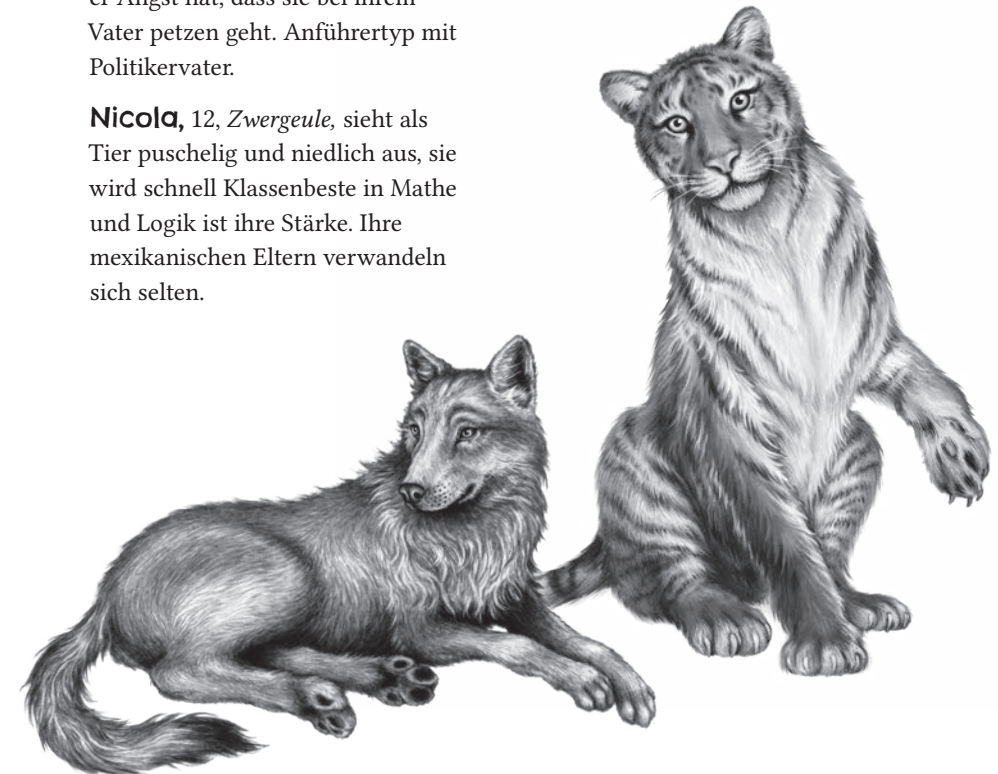 er Angst hat, dass sie bei ihrem
Vater petzen geht. Anführertyp mit
Politikervater.
Nicola, 12, Zwergeule, sieht als
Tier puschelig und niedlich aus, sie
wird schnell Klassenbeste in Mathe
und Logik ist ihre Stärke. Ihre
mexikanischen Eltern verwandeln
sich selten.